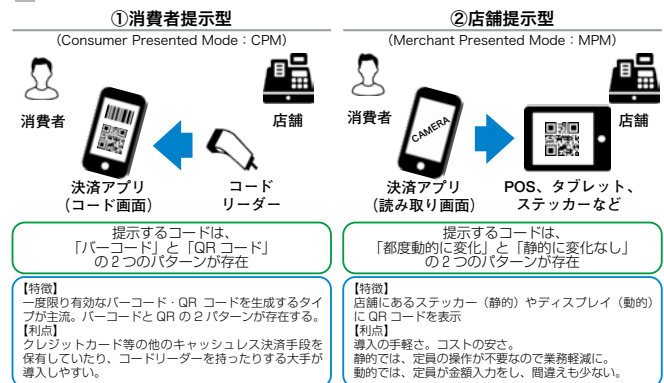 ①消費者提示型
(Consumer Presented Mode：CPM)
消費者
店舗
決済アプリ
(コード画面)
コード
リーダー
提示するコードは、
「バーコード」と「QR コード」
の２つのパターンが存在
【特徴】
一度限り有効なバーコード・QR コードを生成するタイ
プが主流。バーコードと QR の 2 パターンが存在する。
【利点】
クレジットカード等の他のキャッシュレス決済手段を
保有していたり、コードリーダーを持ったりする大手が
導入しやすい。
②店舗提示型
(Merchant Presented Mode：MPM)
消費者
店舗
CAMERA
決済アプリ
(読み取り画面)
POS、タブレット、
ステッカーなど
提示するコードは、
「都度動的に変化」と「静的に変化なし」
の２つのパターンが存在
【特徴】
店舗にあるステッカー（静的）やディスプレイ（動的）
に QR コードを表示
【利点】
導入の手軽さ。コストの安さ。
静的では、定員の操作が不要なので業務軽減に。
動的では、定員が金額入力をし、間違えも少ない。